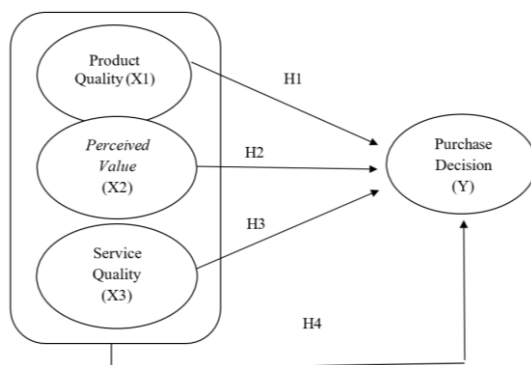 Product
Quality (X1)
H1
Perceived
Value
(X2)
H2
Purchase
Decision
(Y)
H3
Service
Quality
(X3)
H4